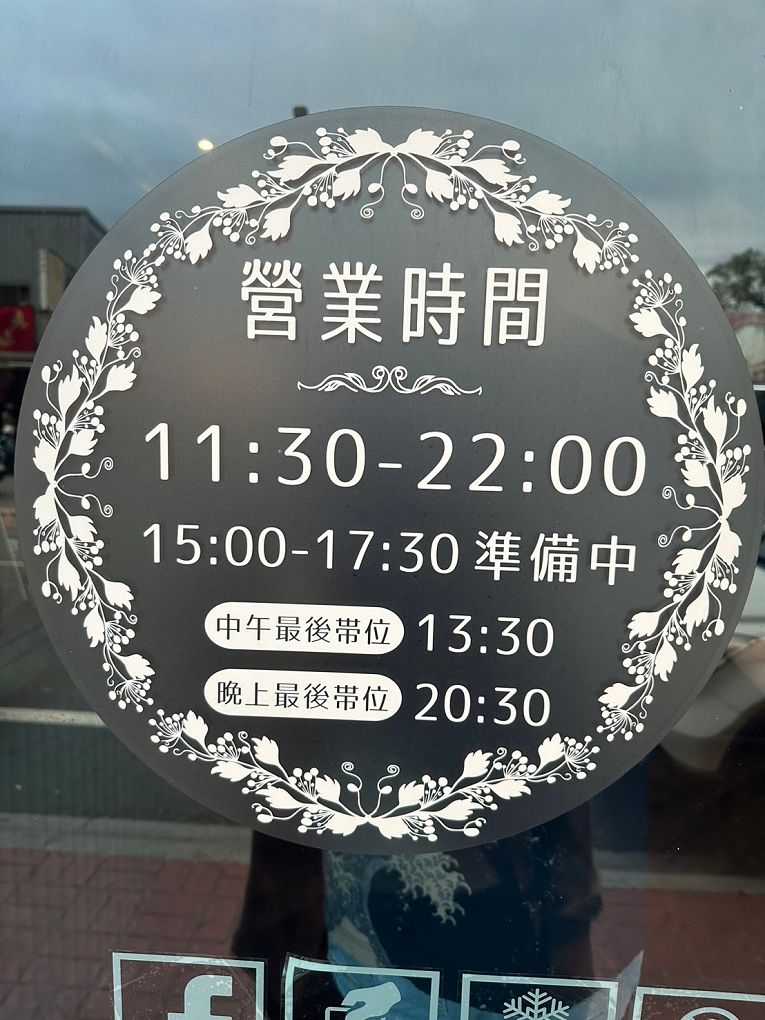 營業時間
11:30-22:00
15:00-17:30 準備中
中午最後帶位 13:30
晚上最後帶位 20:30